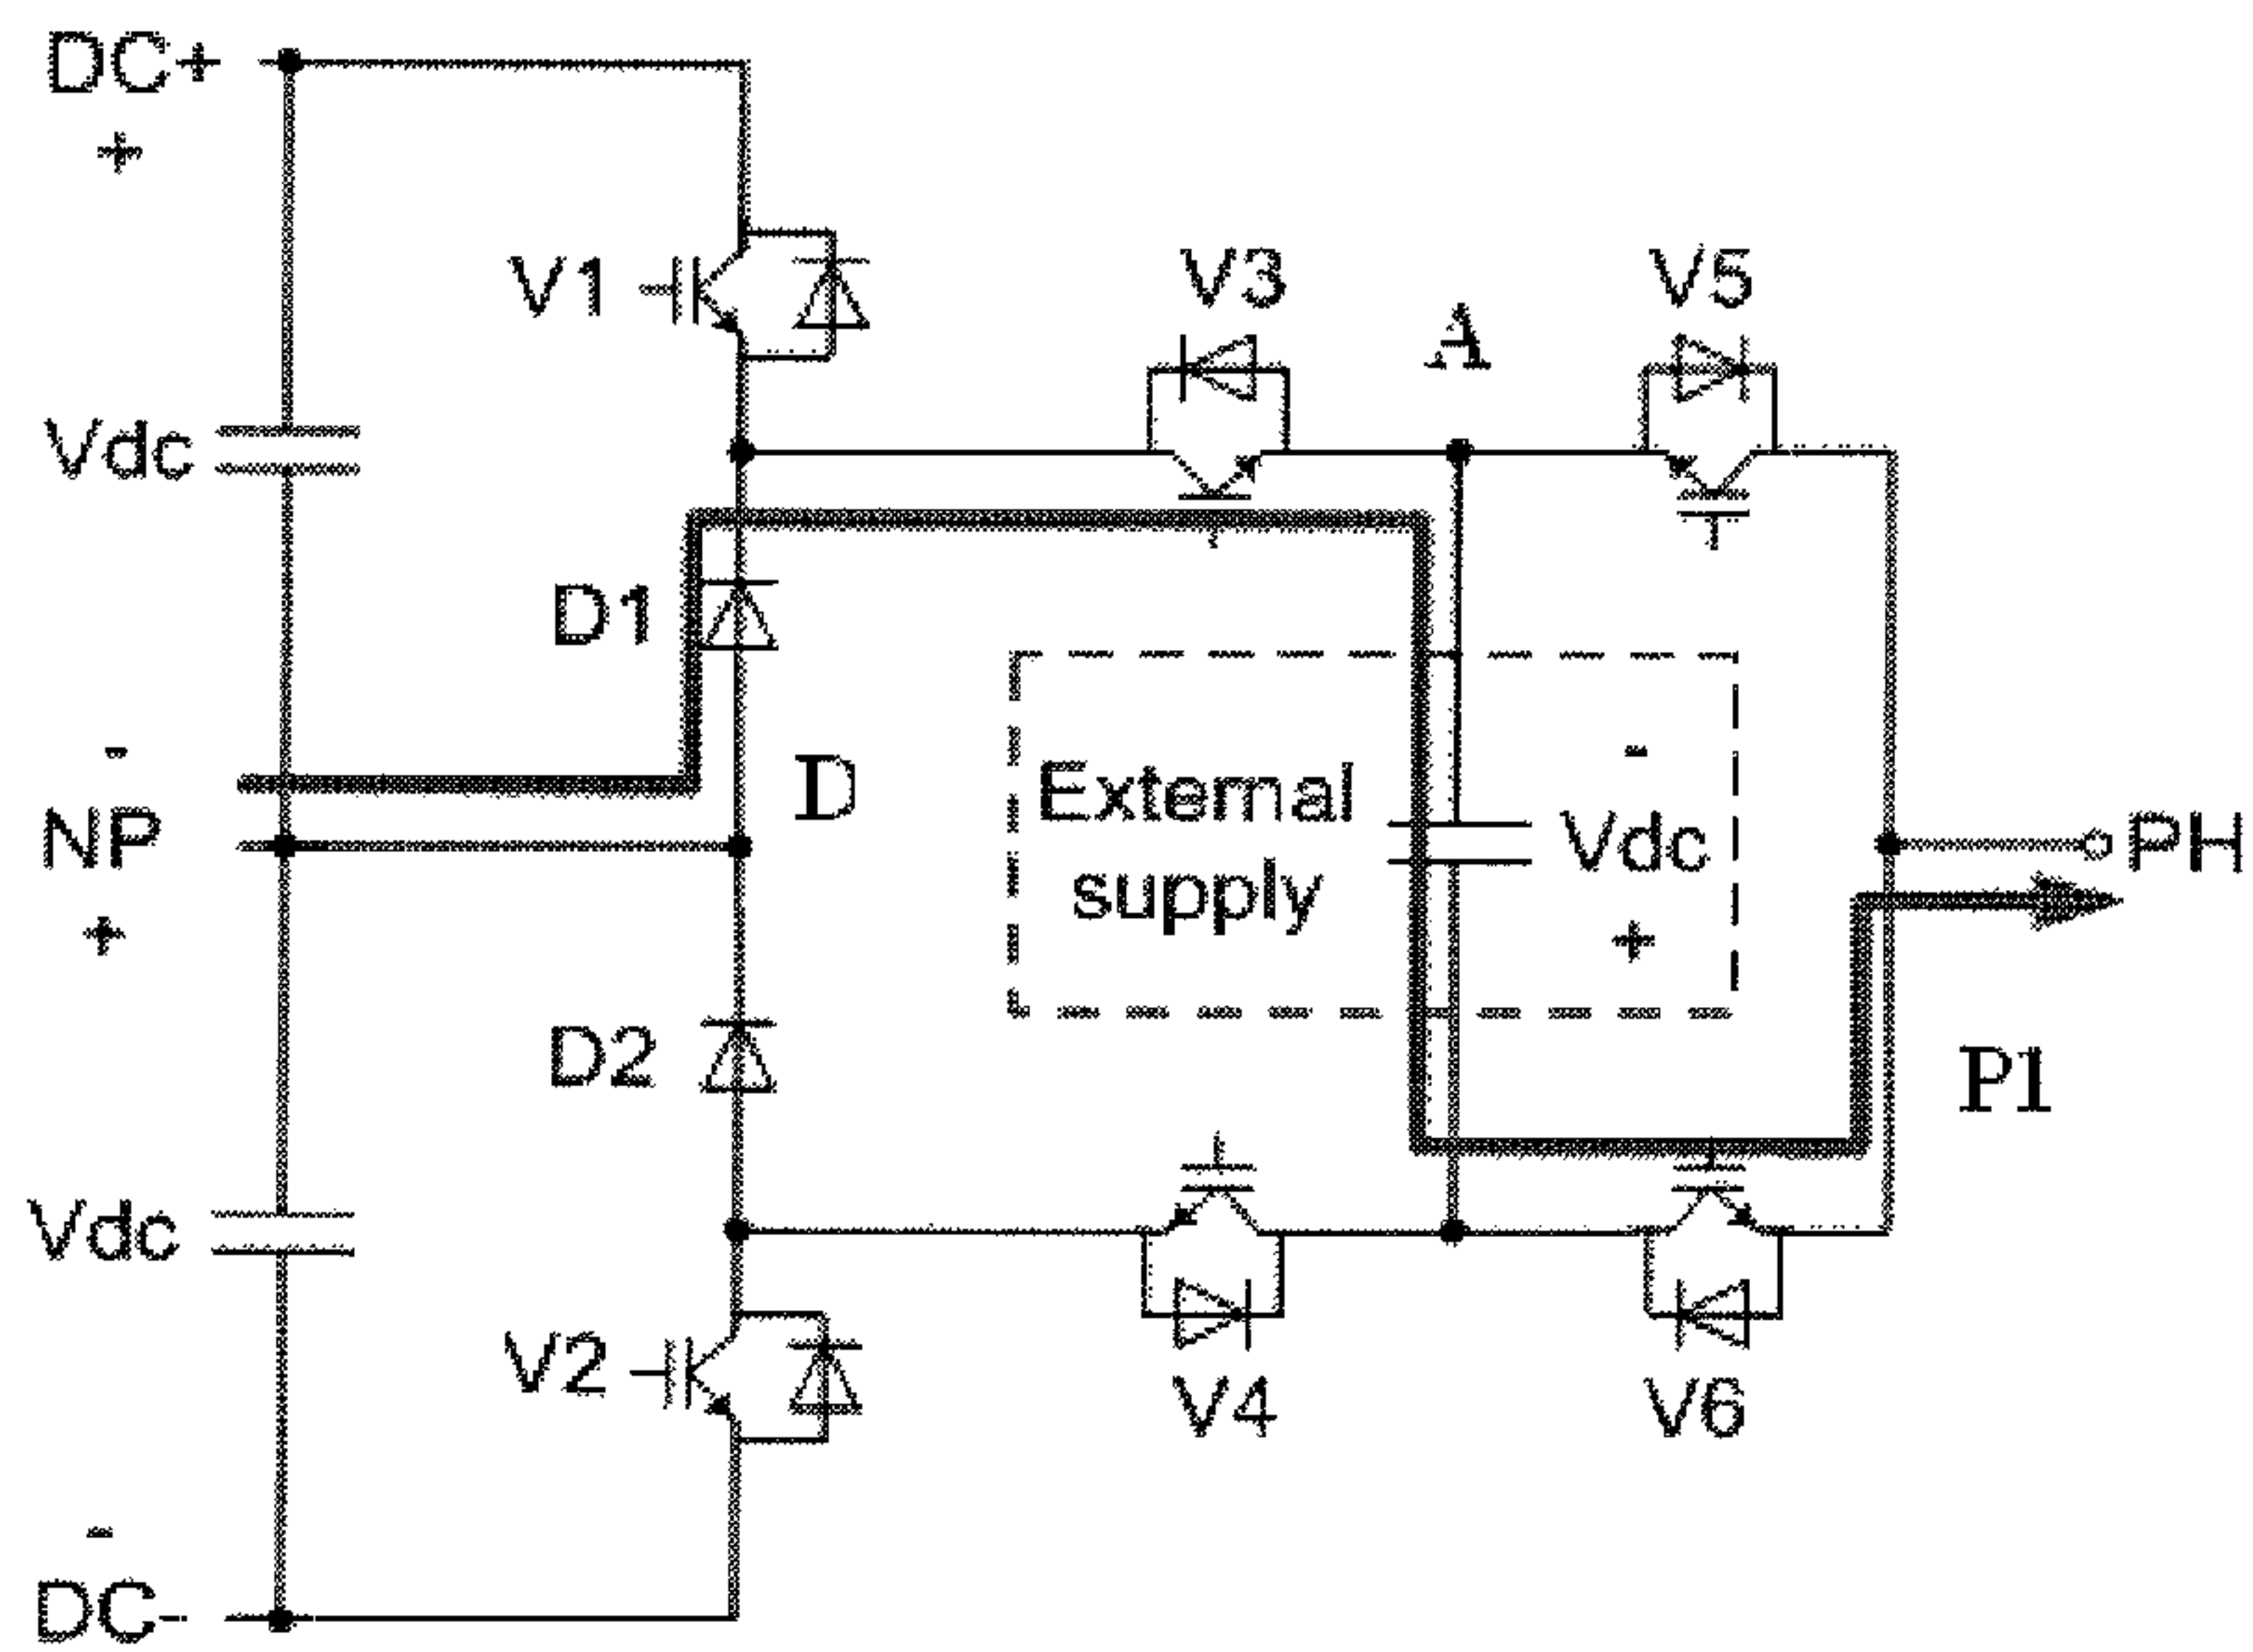 DC+
+
V1
V3
V5
A
Vdc
D1
-
NP
+
D
External
supply
-
Vdc
+
PH
D2
P1
Vdc
V2
V4
V6
-
DC-